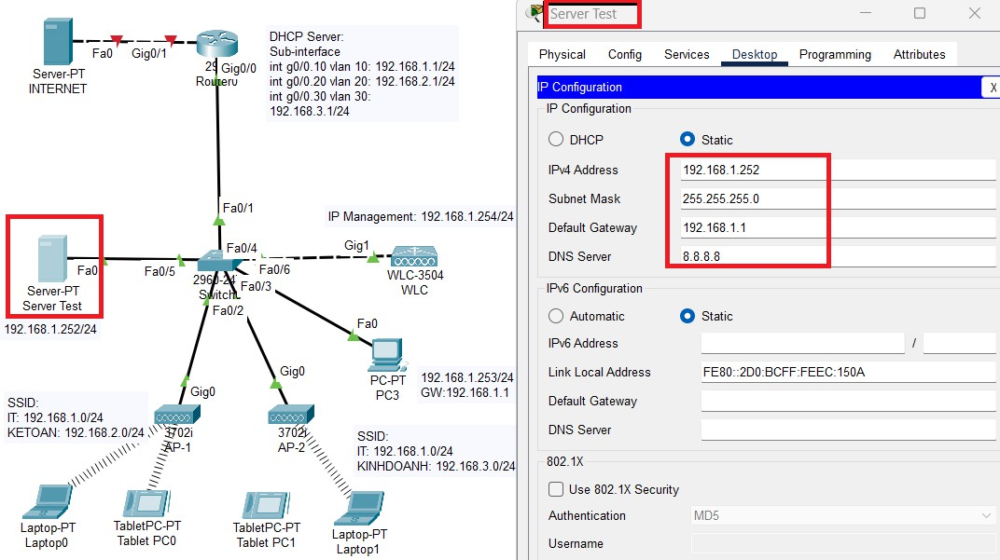 Fa0
Gig0/1
Server-PT
INTERNET
Gig0/0
DHCP Server:
Sub-interface
int g0/0.10 vlan 10: 192.168.1.1/24
int g0/0.20 vlan 20: 192.168.2.1/24
int g0/0.30 vlan 30:
192.168.3.1/24
Fa0/1
IP Management: 192.168.1.254/24
Fa0/4
Gig1
Fa0
Fa0/5
Fa0/6
WLC-3504
WLC
Server-PT
Server Test
Fa0/3
Fa0/2
192.168.1.252/24
Fa0
PC-PT
PC3
192.168.1.253/24
GW:192.168.1.1
Gig0
Gig0
SSID:
IT: 192.168.1.0/24
KETOAN: 192.168.2.0/24
3702i
AP-1
3702i
AP-2
SSID:
IT: 192.168.1.0/24
KINHDOANH: 192.168.3.0/24
Laptop-PT
Laptop0
TabletPC-PT
Tablet PC0
TabletPC-PT
Tablet PC1
Laptop-PT
Laptop1
Server Test
Physical Config Services Desktop Programming Attributes
IP Configuration X
IP Configuration
DHCP Static
IPv4 Address 192.168.1.252
Subnet Mask 255.255.255.0
Default Gateway 192.168.1.1
DNS Server 8.8.8.8
IPv6 Configuration
Automatic Static
IPv6 Address /
Link Local Address FE80::2D0:BCFF:FEEC:150A
Default Gateway
DNS Server
802.1X
Use 802.1X Security
Authentication MD5
Username